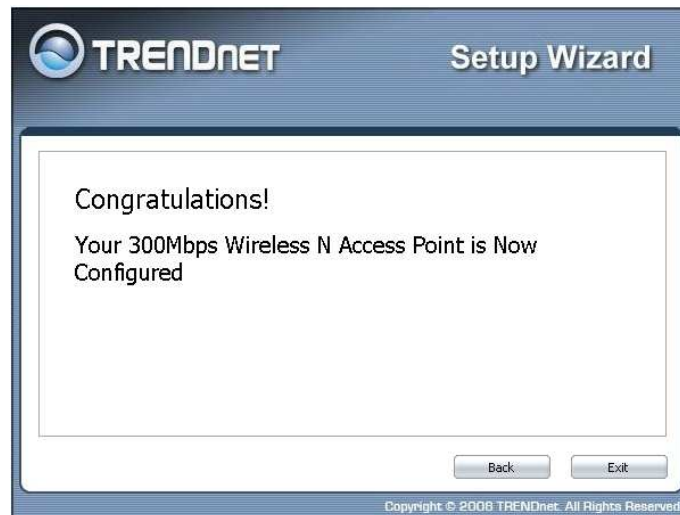 TRENDNET
Setup Wizard
Congratulations!
Your 300Mbps Wireless N Access Point is Now
Configured
Back
Exit
Copyright © 2006 TRENDnet. All Rights Reserved